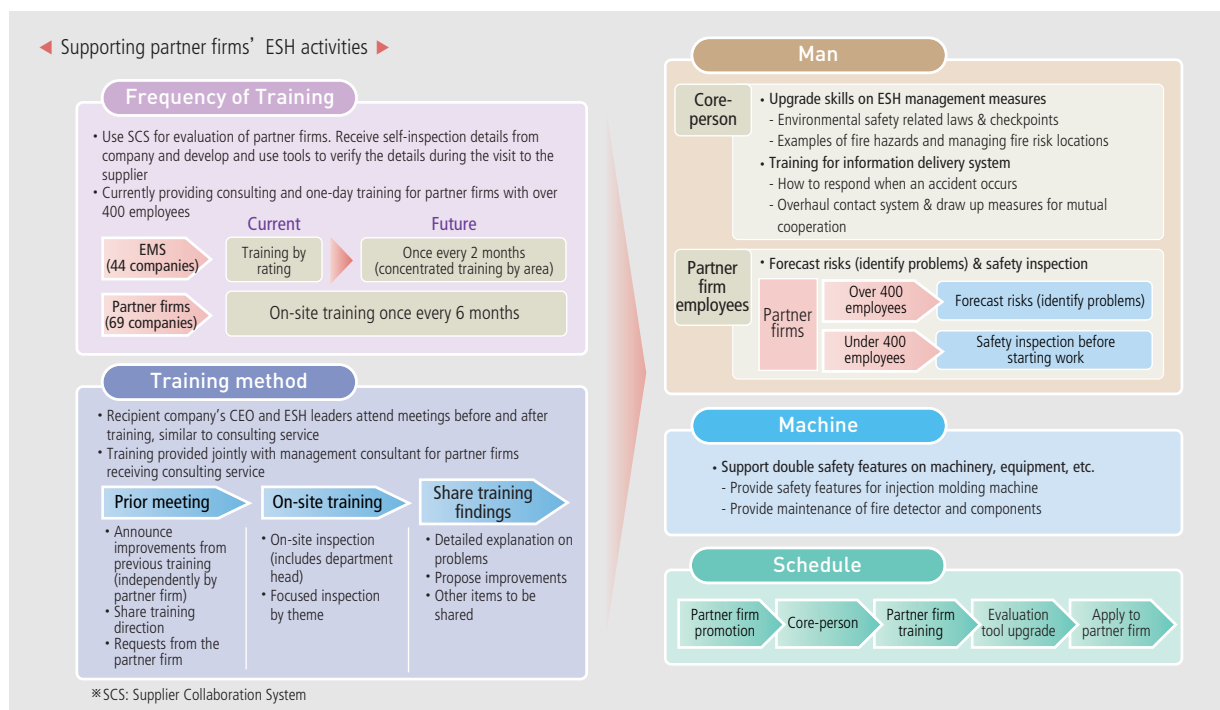 ◀ Supporting partner firms' ESH activities ▶
Frequency of Training
• Use SCS for evaluation of partner firms. Receive self-inspection details from
company and develop and use tools to verify the details during the visit to the
supplier
• Currently providing consulting and one-day training for partner firms with over
400 employees
Current
Future
EMS
(44 companies)
Training by
rating
Once every 2 months
(concentrated training by area)
Partner firms
(69 companies)
On-site training once every 6 months
Training method
• Recipient company's CEO and ESH leaders attend meetings before and after
training, similar to consulting service
• Training provided jointly with management consultant for partner firms
receiving consulting service
Prior meeting
• Announce
improvements from
previous training
(independently by
partner firm)
• Share training
direction
• Requests from the
partner firm
On-site training
• On-site inspection
(includes department
head)
• Focused inspection
by theme
Share training
findings
• Detailed explanation on
problems
• Propose improvements
• Other items to be
shared
※SCS: Supplier Collaboration System
Man
Core-
person
• Upgrade skills on ESH management measures
- Environmental safety related laws & checkpoints
- Examples of fire hazards and managing fire risk locations
• Training for information delivery system
- How to respond when an accident occurs
- Overhaul contact system & draw up measures for mutual
cooperation
Partner
firm
employees
• Forecast risks (identify problems) & safety inspection
Partner
firms
Over 400
employees
Forecast risks (identify problems)
Under 400
employees
Safety inspection before
starting work
Machine
• Support double safety features on machinery, equipment, etc.
- Provide safety features for injection molding machine
- Provide maintenance of fire detector and components
Schedule
Partner firm
promotion
Core-person
Partner firm
training
Evaluation
tool upgrade
Apply to
partner firm